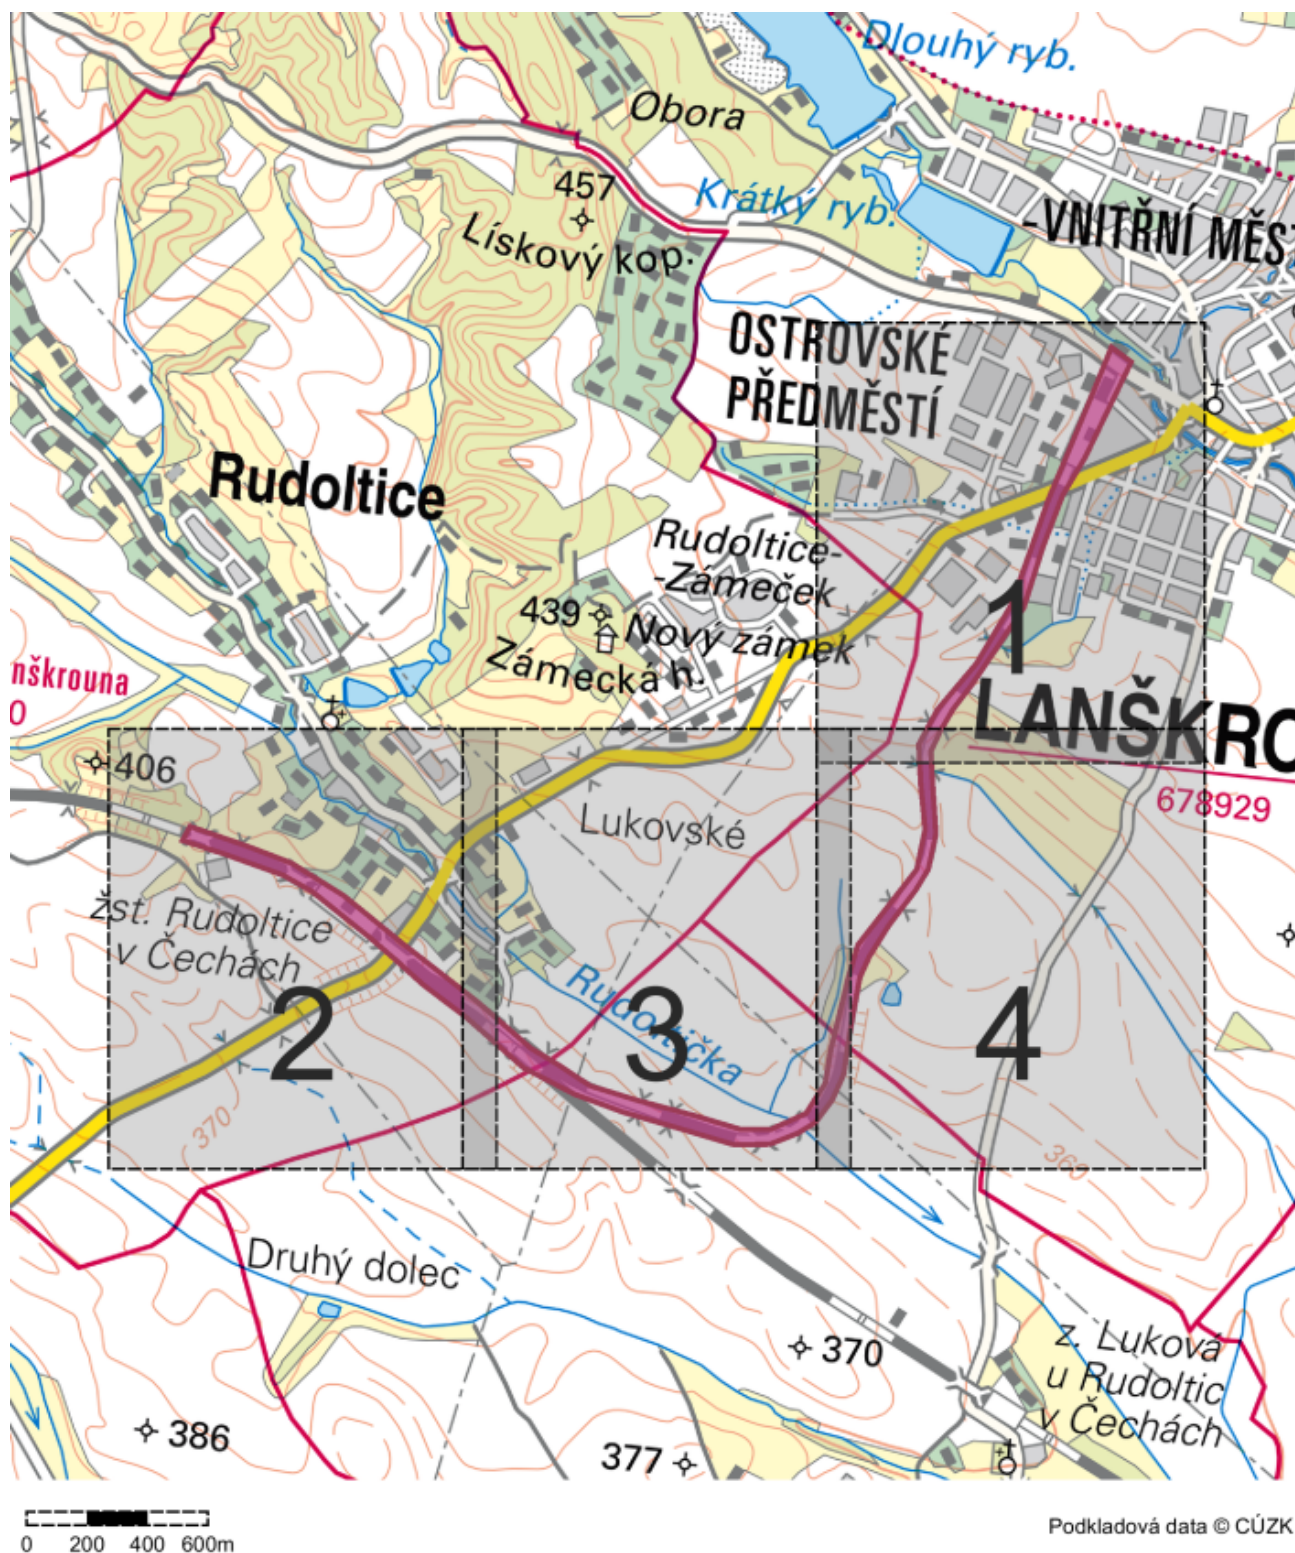 Dlouhý ryb.
Obora
457
Krátký ryb.
-VNITŘNÍ MĚS
Lískový kop.
OSTROVSKÉ
PŘEDMĚSTÍ
Rudoltice
Rudoltice-
-Zámeček
439
Nový zámek
Zámecká h.
1
nškrouna
0
LANŠKRO
406
678929
Lukovské
žst. Rudoltice
v Čechách
Rudoltička
2
3
4
370
360
Druhý dolec
370
z. Luková
u Rudoltic
v Čechách
386
377
0 200 400 600m
Podkladová data © ČÚZK